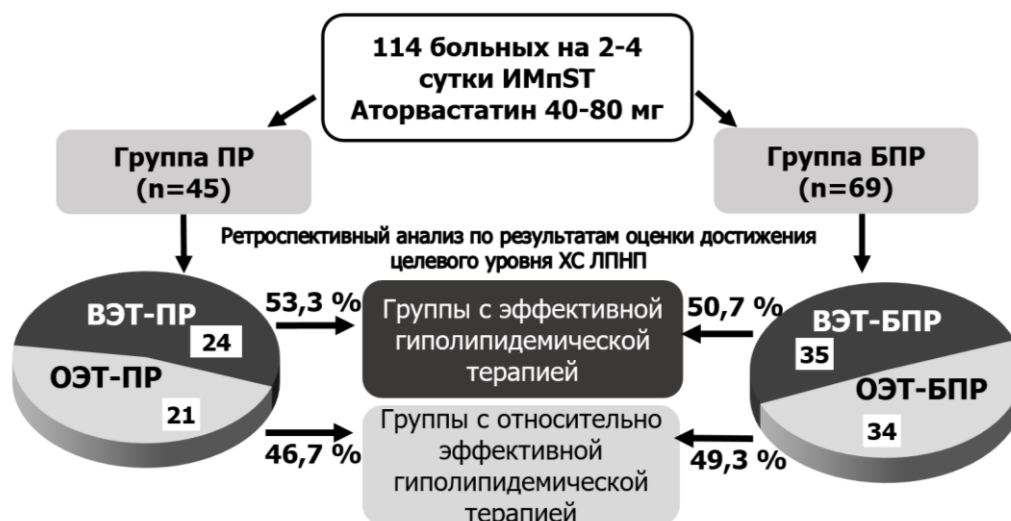 114 больных на 2-4
сутки ИМпST
Аторвастатин 40-80 мг
Группа ПР
(n=45)
Группа БПР
(n=69)
Ретроспективный анализ по результатам оценки достижения
целевого уровня ХС ЛПНП
ВЭТ-ПР
24
ОЭТ-ПР
21
53,3 %
46,7 %
Группы с эффективной
гиполипидемической
терапией
Группы с относительно
эффективной
гиполипидемической
терапией
50,7 %
49,3 %
ВЭТ-БПР
35
ОЭТ-БПР
34